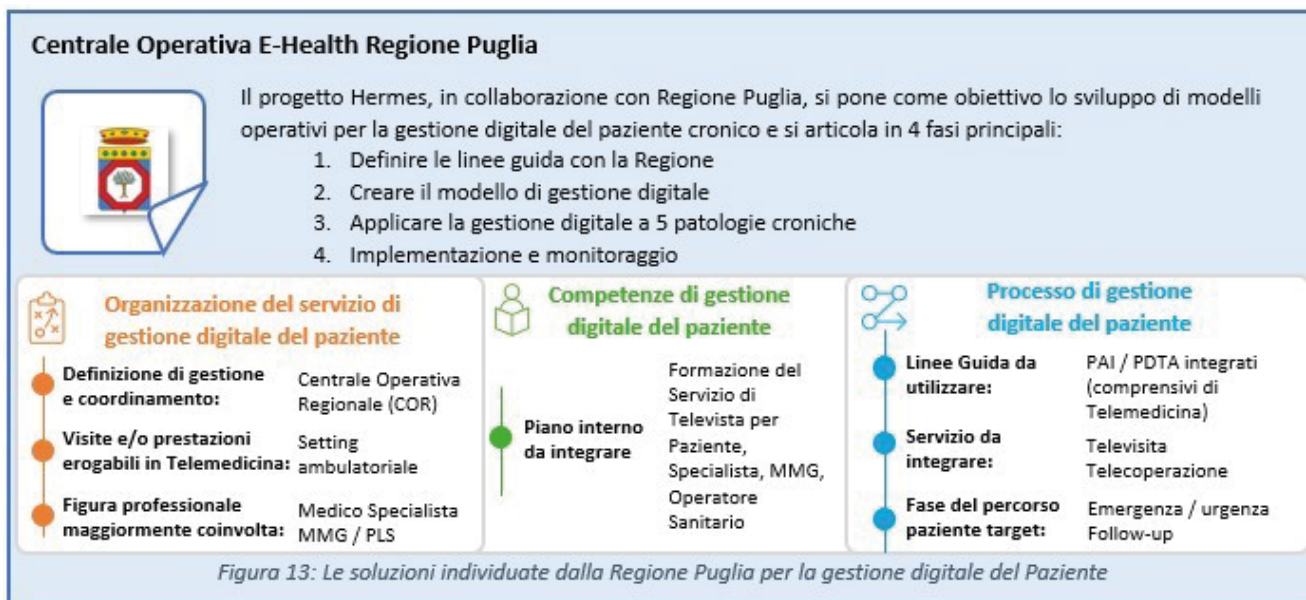 Centrale Operativa E-Health Regione Puglia
Il progetto Hermes, in collaborazione con Regione Puglia, si pone come obiettivo lo sviluppo di modelli
operativi per la gestione digitale del paziente cronico e si articola in 4 fasi principali:
1. Definire le linee guida con la Regione
2. Creare il modello di gestione digitale
3. Applicare la gestione digitale a 5 patologie croniche
4. Implementazione e monitoraggio
Organizzazione del servizio di
gestione digitale del paziente
Definizione di gestione
e coordinamento:
Centrale Operativa
Regionale (COR)
Visite e/o prestazioni
erogabili in Telemedicina:
Setting
ambulatoriale
Figura professionale
maggiormente coinvolta:
Medico Specialista
MMG / PLS
Competenze di gestione
digitale del paziente
Piano interno
da integrare
Formazione del
Servizio di
Televista per
Paziente,
Specialista, MMG,
Operatore
Sanitario
Processo di gestione
digitale del paziente
Linee Guida da
utilizzare:
PAI / PDTA integrati
(comprensivi di
Telemedicina)
Servizio da
integrare:
Televisita
Telecoperazione
Fase del percorso
paziente target:
Emergenza / urgenza
Follow-up
Figura 13: Le soluzioni individuate dalla Regione Puglia per la gestione digitale del Paziente